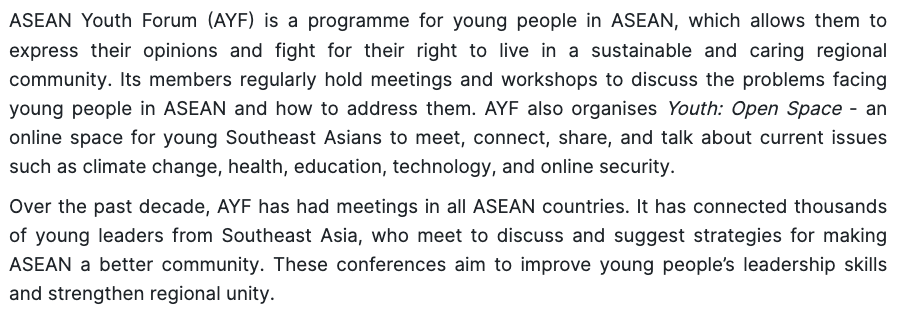 ASEAN Youth Forum (AYF) is a programme for young people in ASEAN, which allows them to
express their opinions and fight for their right to live in a sustainable and caring regional
community. Its members regularly hold meetings and workshops to discuss the problems facing
young people in ASEAN and how to address them. AYF also organises Youth: Open Space - an
online space for young Southeast Asians to meet, connect, share, and talk about current issues
such as climate change, health, education, technology, and online security.
Over the past decade, AYF has had meetings in all ASEAN countries. It has connected thousands
of young leaders from Southeast Asia, who meet to discuss and suggest strategies for making
ASEAN a better community. These conferences aim to improve young people’s leadership skills
and strengthen regional unity.